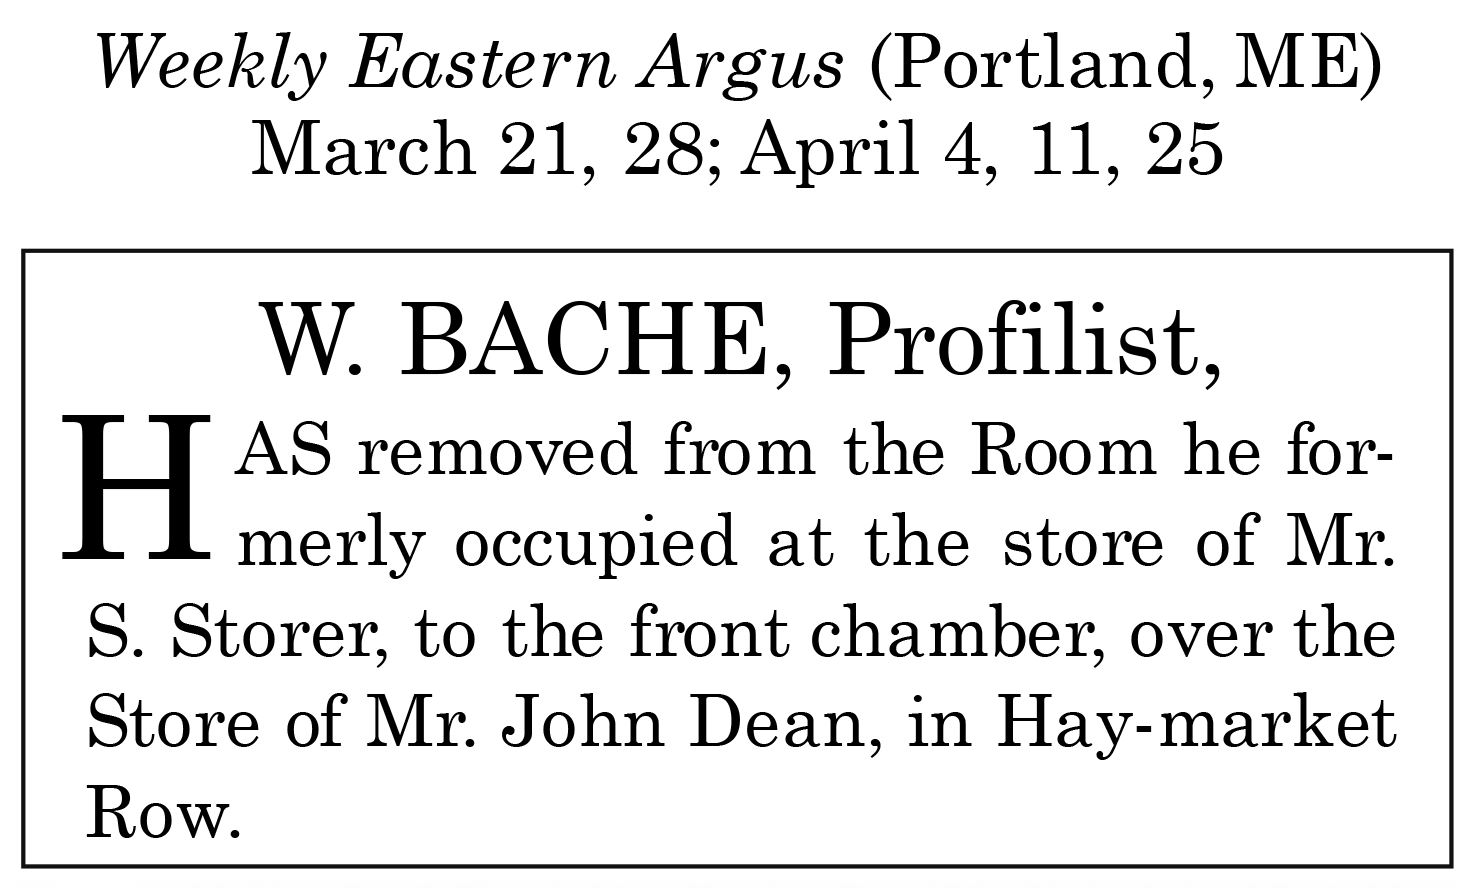 Weekly Eastern Argus (Portland, ME)
March 21, 28; April 4, 11, 25
W. BACHE, Profilist,
HAS removed from the Room he for-
merly occupied at the store of Mr.
S. Storer, to the front chamber, over the
Store of Mr. John Dean, in Hay-market
Row.